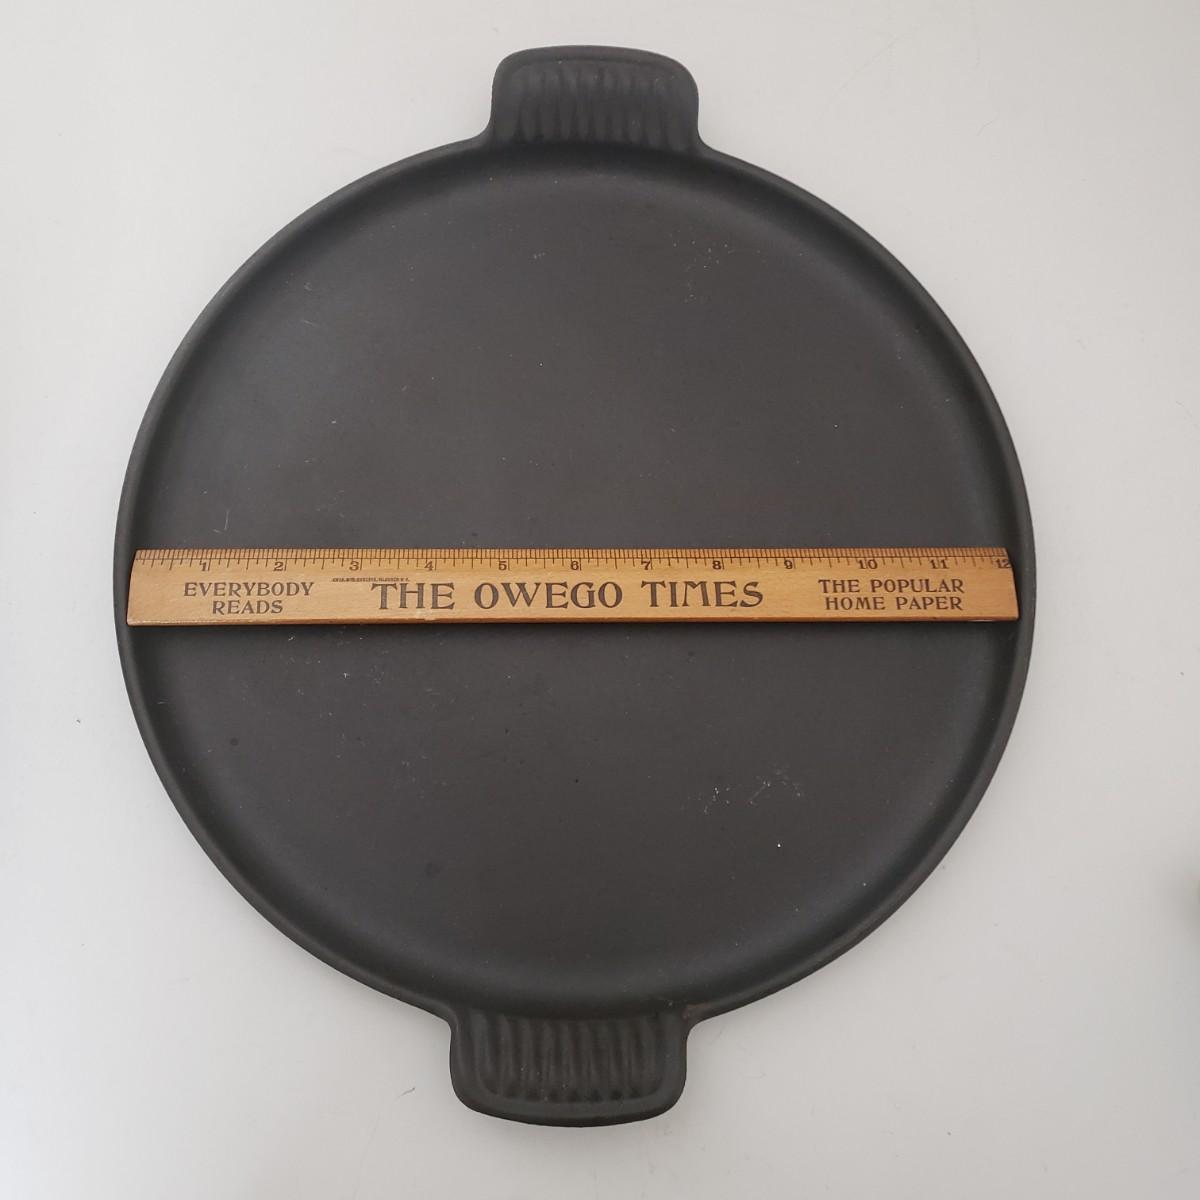 1 2 3 4 5 6 7 8 9 10 11 12
EVERYBODY
READS
THE OWEGO TIMES
THE POPULAR
HOME PAPER